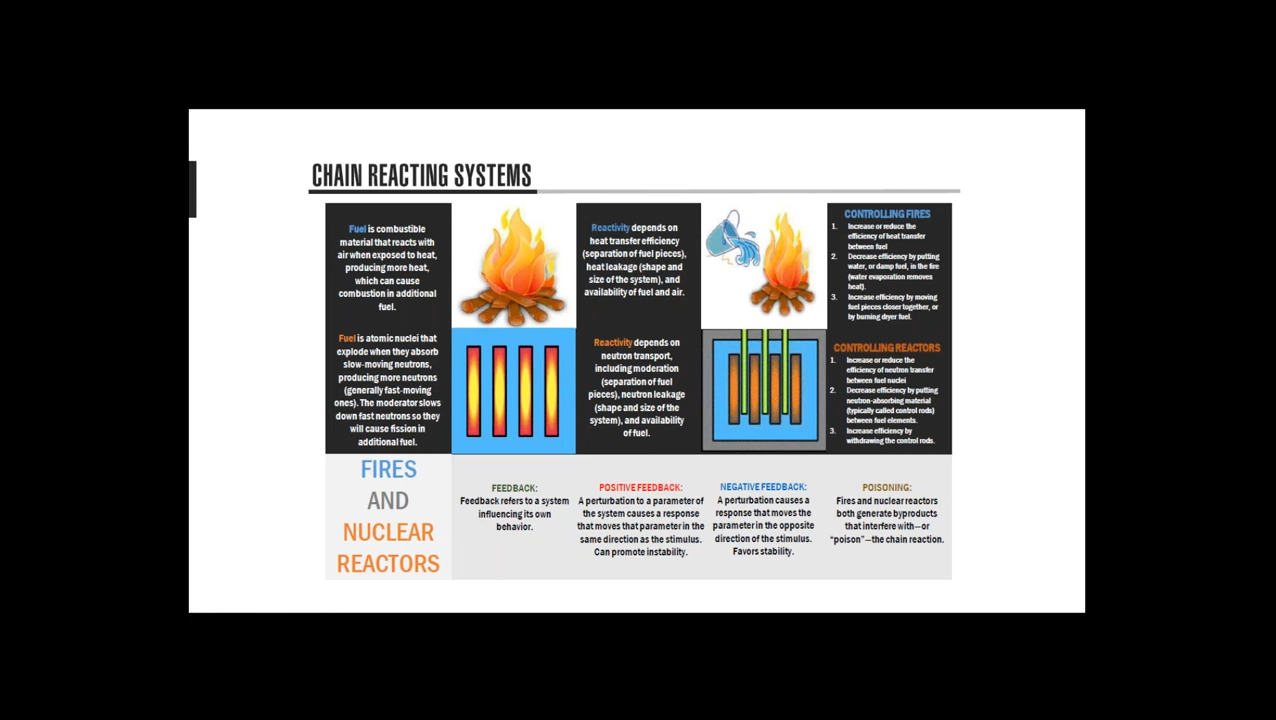 CHAIN REACTING SYSTEMS
Fuel is combustible
material that reacts with
air when exposed to heat,
producing more heat,
which can cause
combustion in additional
fuel.
Fuel is atomic nuclei that
explode when they absorb
slow-moving neutrons,
producing more neutrons
(generally fast-moving
ones). The moderator slows
down fast neutrons so they
will cause fission in
additional fuel.
Reactivity depends on
heat transfer efficiency
(separation of fuel pieces),
heat leakage (shape and
size of the system), and
availability of fuel and air.
Reactivity depends on
neutron transport,
including moderation
(separation of fuel
pieces), neutron leakage
(shape and size of the
system), and availability
of fuel.
CONTROLLING FIRES
1. Increase or reduce the
efficiency of heat transfer
between fuel
2. Decrease efficiency by putting
water, or damp fuel, in the fire
(water evaporation removes
heat).
3. Increase efficiency by moving
fuel pieces closer together, or
by burning dryer fuel.
CONTROLLING REACTORS
1. Increase or reduce the
efficiency of neutron transfer
between fuel nuclei
2. Decrease efficiency by putting
neutron-absorbing material
(typically called control rods)
between fuel elements.
3. Increase efficiency by
withdrawing the control rods.
FIRES
AND
NUCLEAR
REACTORS
FEEDBACK:
Feedback refers to a system
influencing its own
behavior.
POSITIVE FEEDBACK:
A perturbation to a parameter of
the system causes a response
that moves that parameter in the
same direction as the stimulus.
Can promote instability.
NEGATIVE FEEDBACK:
A perturbation causes a
response that moves the
parameter in the opposite
direction of the stimulus.
Favors stability.
POISONING:
Fires and nuclear reactors
both generate byproducts
that interfere with—or
“poison”—the chain reaction.